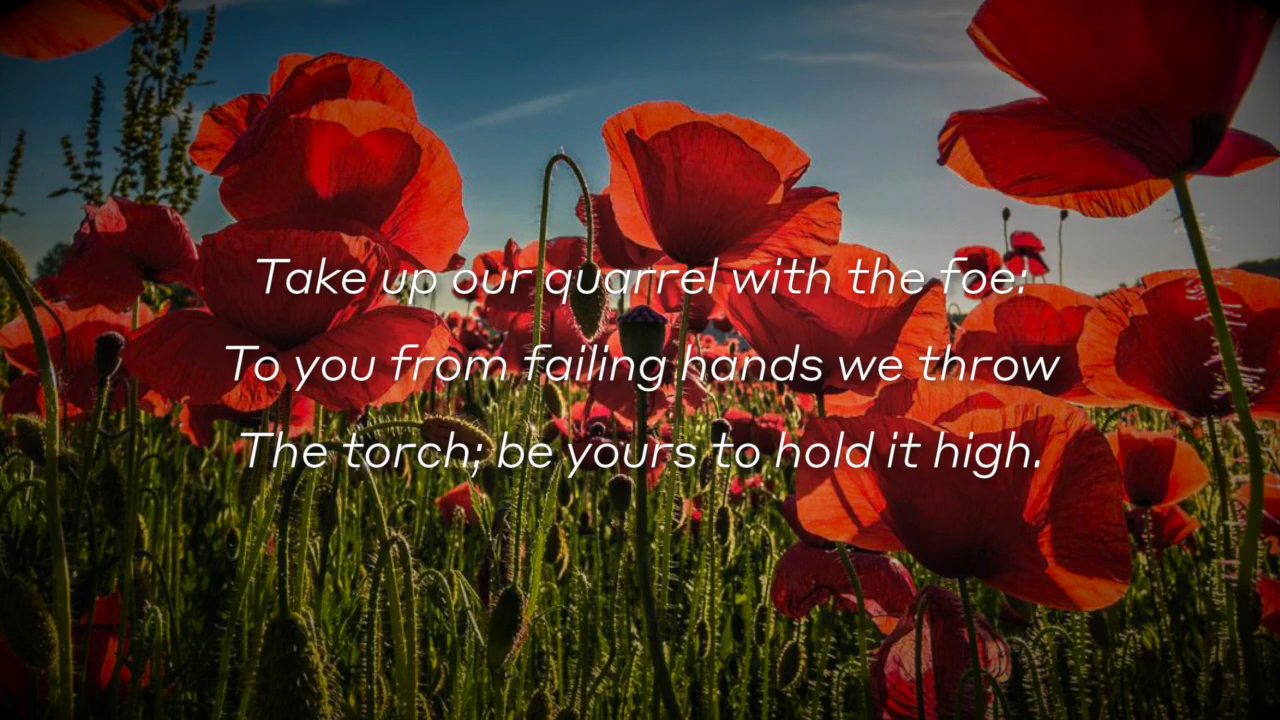 Take up our quarrel with the foe:
To you from failing hands we throw
The torch; be yours to hold it high.